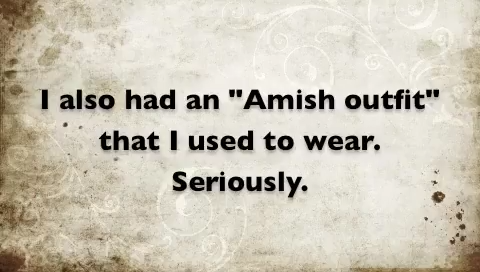 I also had an "Amish outfit"
that I used to wear.
Seriously.